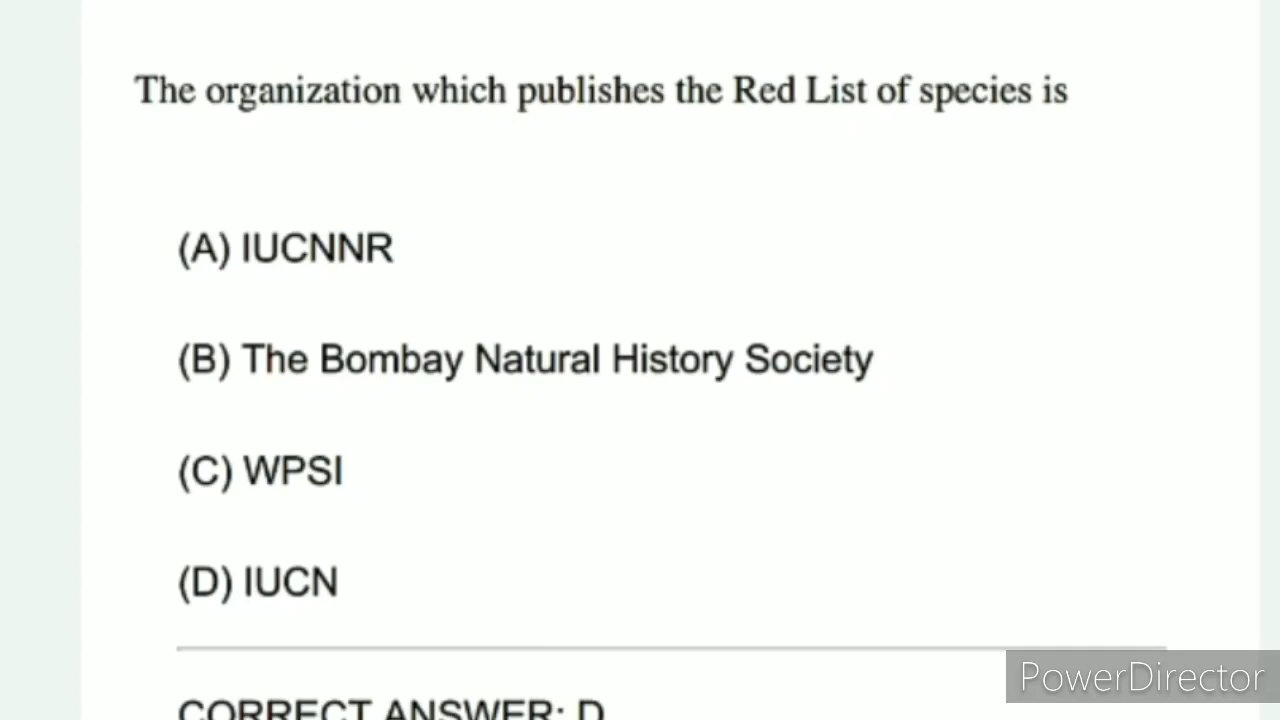 The organization which publishes the Red List of species is
(A) IUCNNR
(B) The Bombay Natural History Society
(C) WPSI
(D) IUCN
PowerDirector
CORRECT ANSWER: D